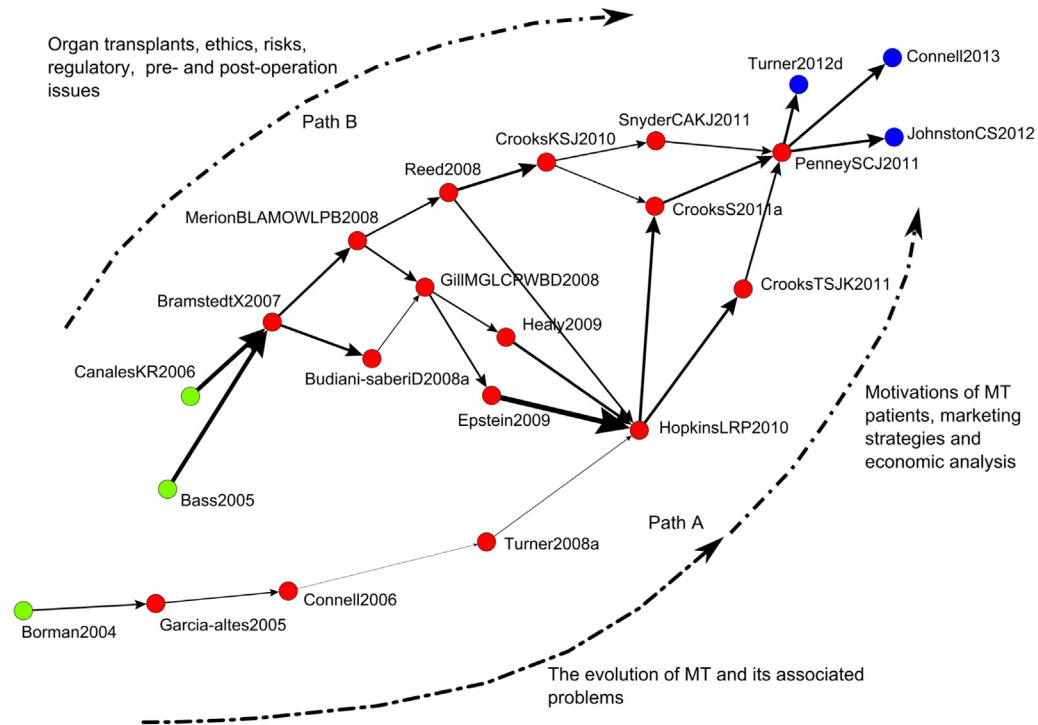 Organ transplants, ethics, risks,
regulatory, pre- and post-operation
issues
Path B
Turner2012d
Connell2013
SnyderCAKJ2011
JohnstonCS2012
CrooksKSJ2010
PenneySCJ2011
Reed2008
CrooksS2011a
MerionBLAMOWLPB2008
GillMGLCPWBD2008
CrooksTSJK2011
BramstedtX2007
Healy2009
CanalesKR2006
Budiani-saberiD2008a
Epstein2009
HopkinsLRP2010
Motivations of MT
patients, marketing
strategies and
economic analysis
Bass2005
Path A
Turner2008a
Connell2006
Garcia-altes2005
Borman2004
The evolution of MT and its associated
problems